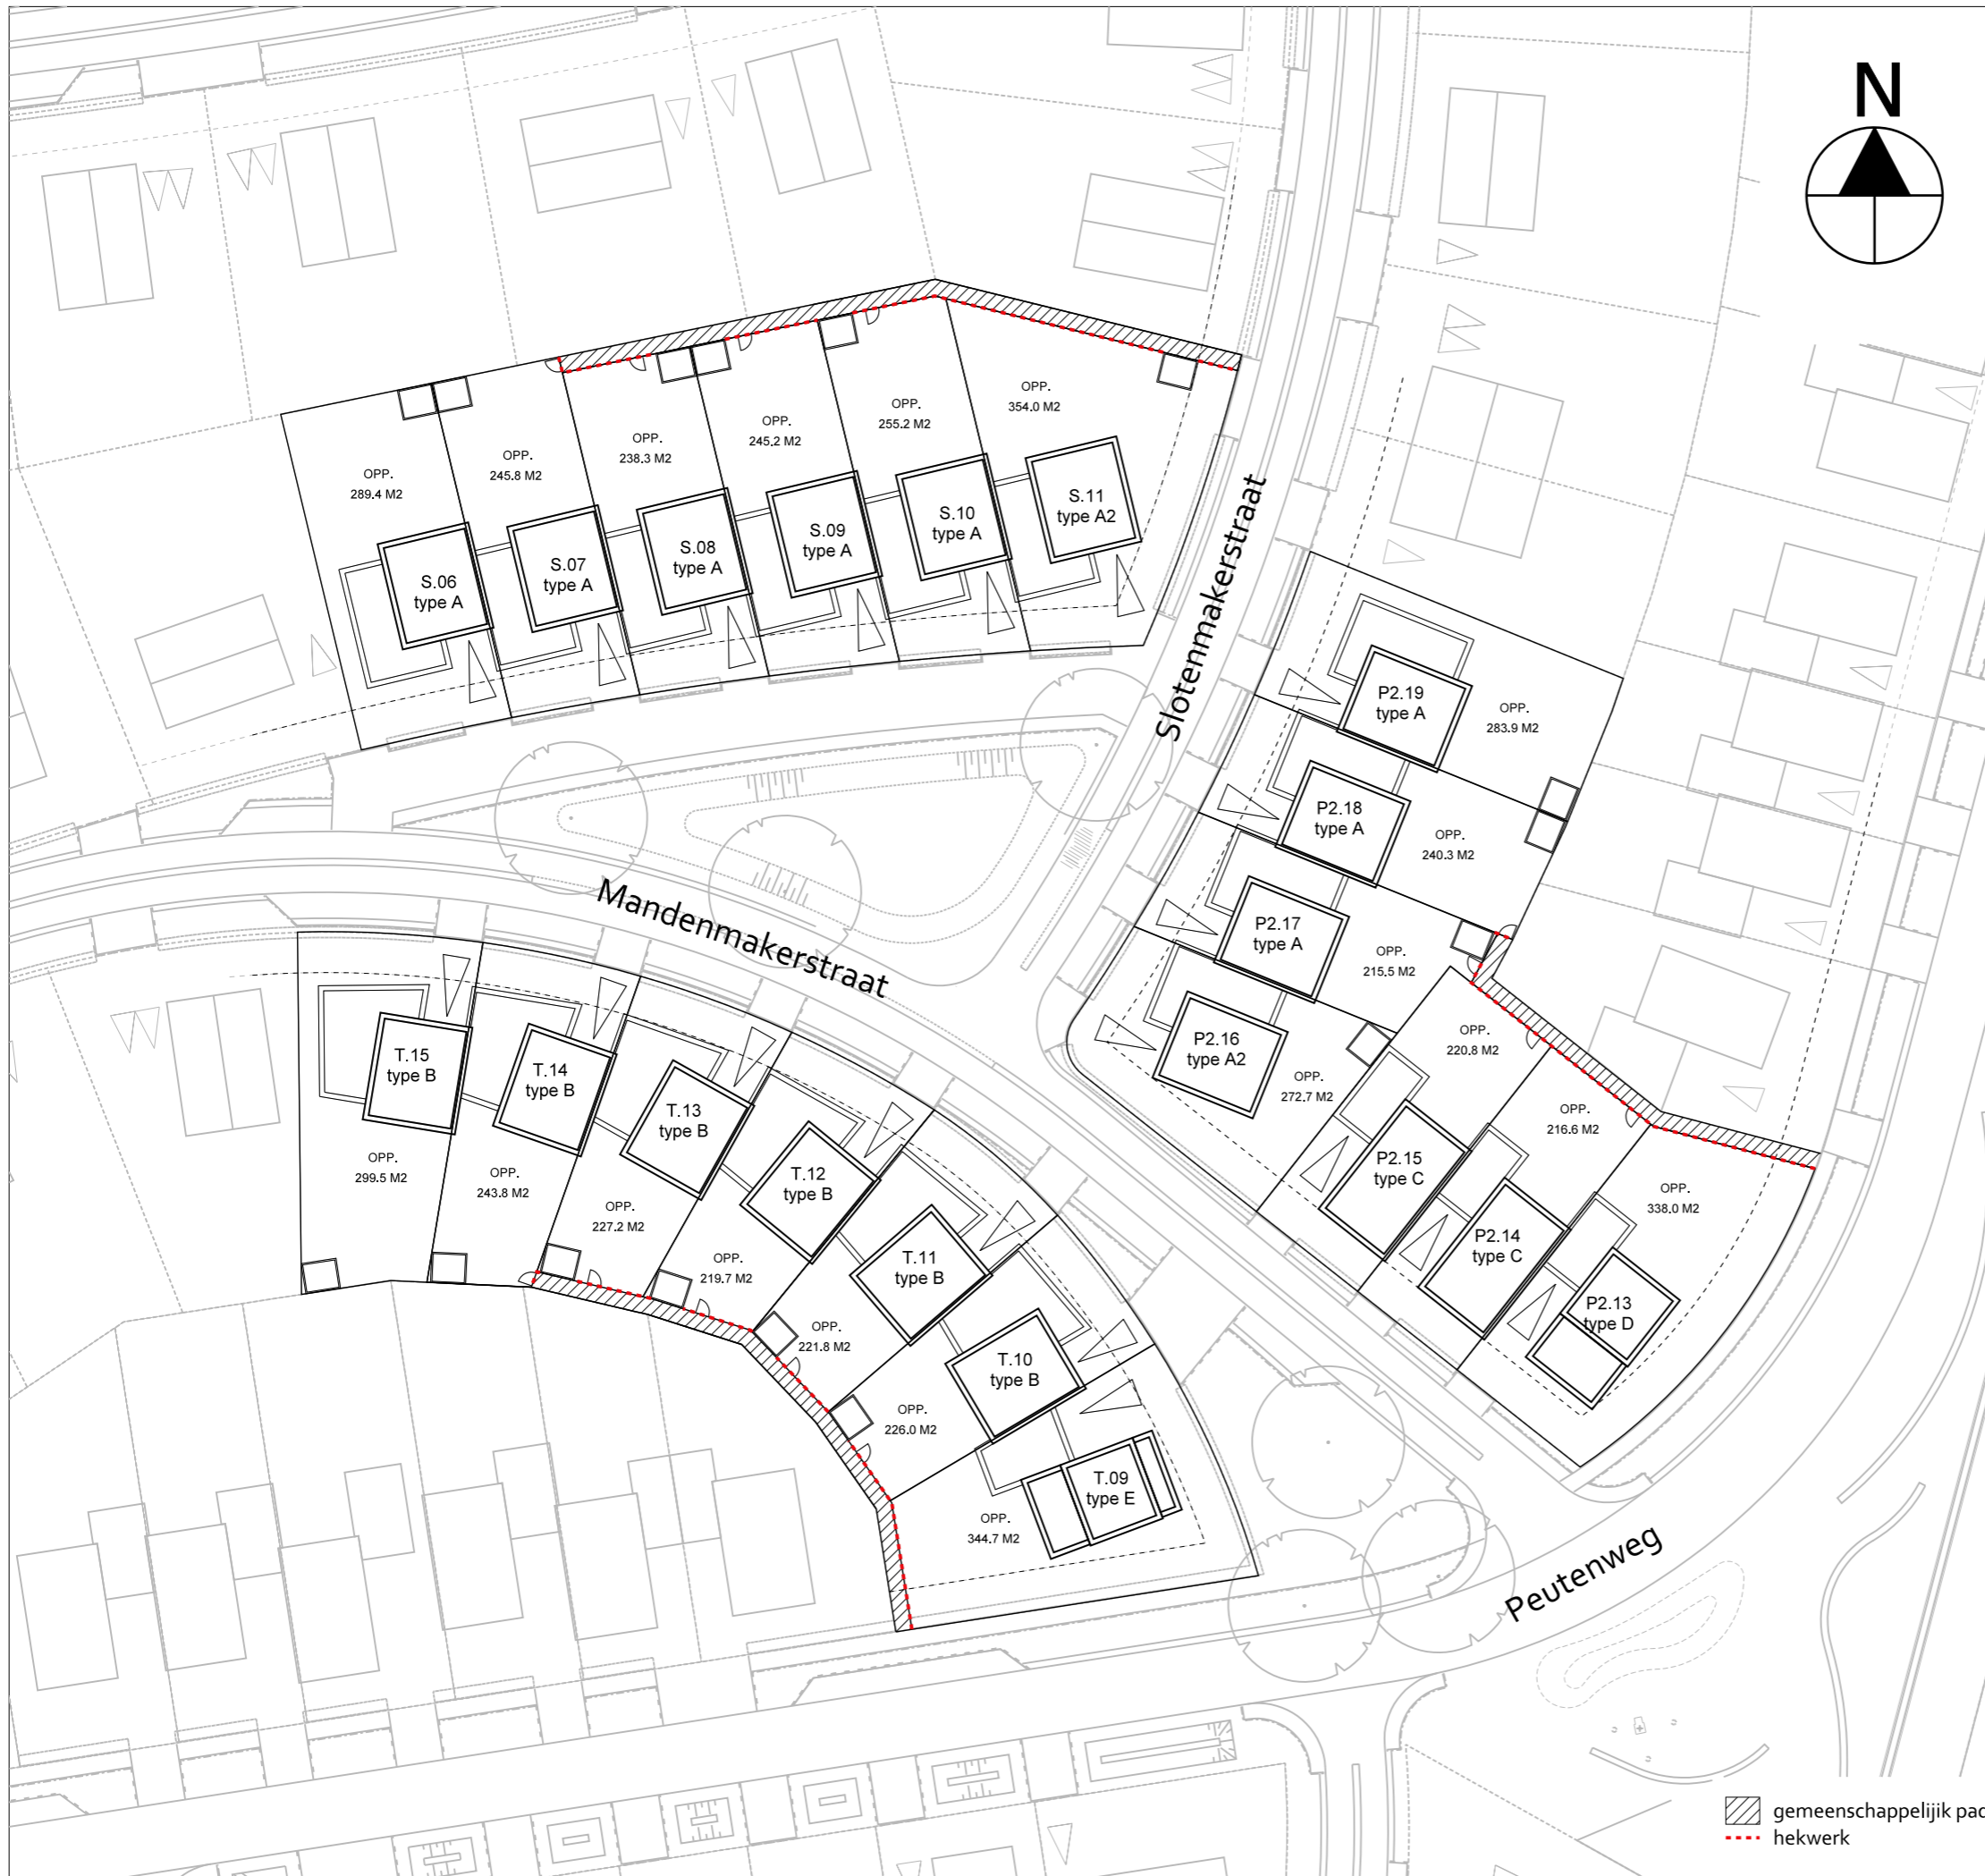 N
OPP.
354.0 M2
OPP.
255.2 M2
OPP.
245.2 M2
OPP.
238.3 M2
OPP.
245.8 M2
OPP.
289.4 M2
S.06
type A
S.07
type A
S.08
type A
S.09
type A
S.10
type A
S.11
type A2
Slotenmakerstraat
P2.19
type A
OPP.
283.9 M2
P2.18
type A
OPP.
240.3 M2
P2.17
type A
OPP.
215,5 M2
P2.16
type A2
OPP.
272.7 M2
OPP.
220.8 M2
P2.15
type C
OPP.
216.6 M2
P2.14
type C
OPP.
338.0 M2
P2.13
type D
Mandenmakerstraat
T.15
type B
OPP.
299.5 M2
T.14
type B
OPP.
243.8 M2
T.13
type B
OPP.
227.2 M2
T.12
type B
OPP.
219.7 M2
T.11
type B
OPP.
221.8 M2
T.10
type B
OPP.
226.0 M2
T.09
type E
OPP.
344.7 M2
Peutenweg
gemeenschappelijk pad
hekwerk